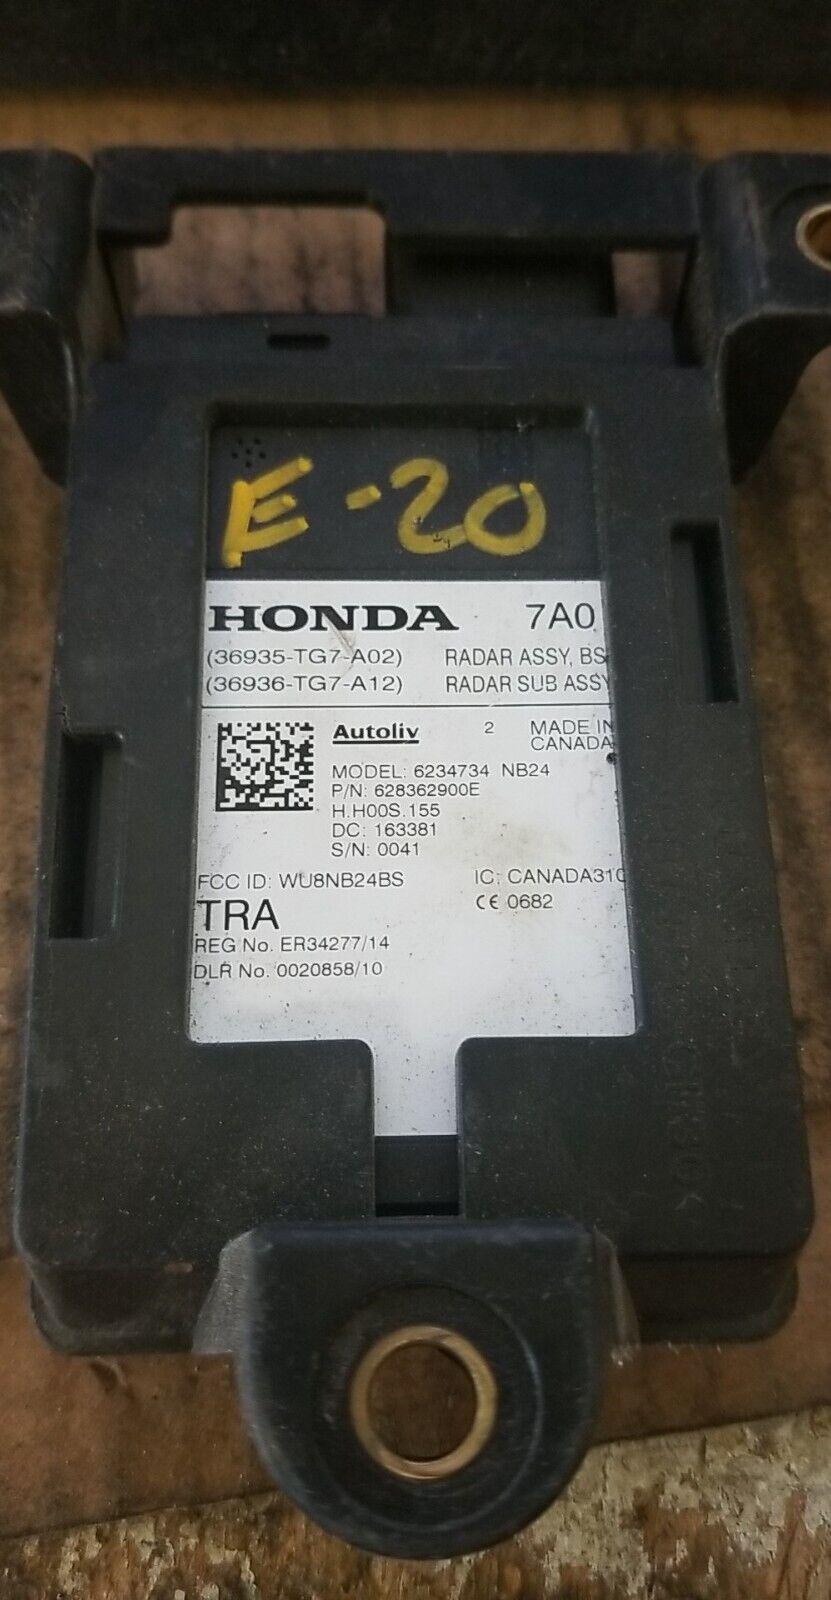 E-20
HONDA 7A0
(36935-TG7-A02) RADAR ASSY, BS
(36936-TG7-A12) RADAR SUB ASSY
Autoliv 2 MADE IN
CANADA
MODEL: 6234734 NB24
P/N: 628362900E
H.H00S.155
DC: 163381
S/N: 0041
FCC ID: WU8NB24BS IC: CANADA310
TRA CE 0682
REG No. ER34277/14
DLR No. 0020858/10